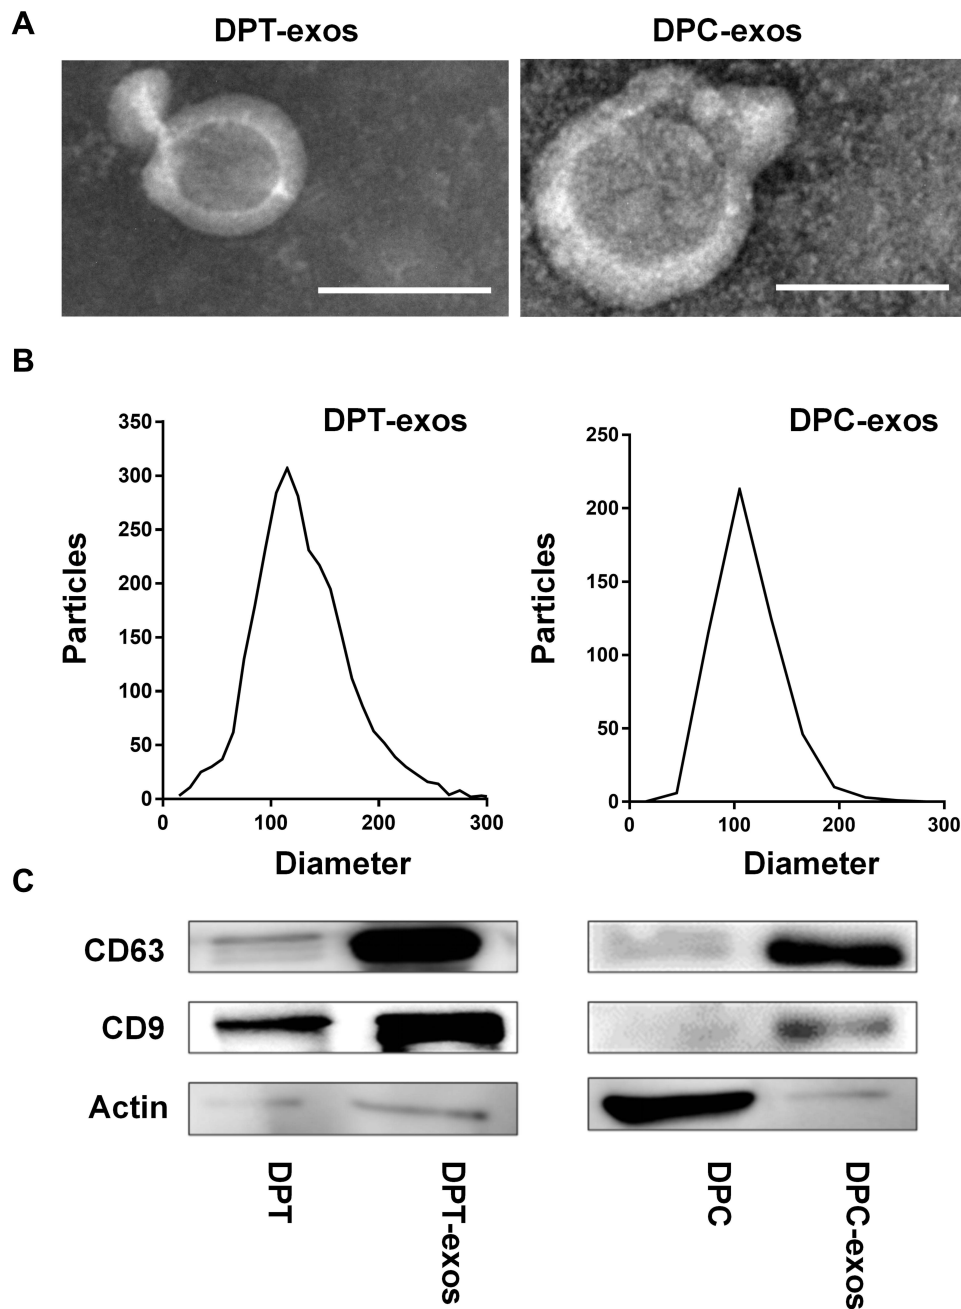 A
DPT-exos
DPC-exos
B
DPT-exos
350
300
250
200
150
100
50
0
Particles
0
100
200
300
Diameter
DPC-exos
250
200
150
100
50
0
Particles
0
100
200
300
Diameter
C
CD63
CD9
Actin
DPT
DPT-exos
DPC
DPC-exos